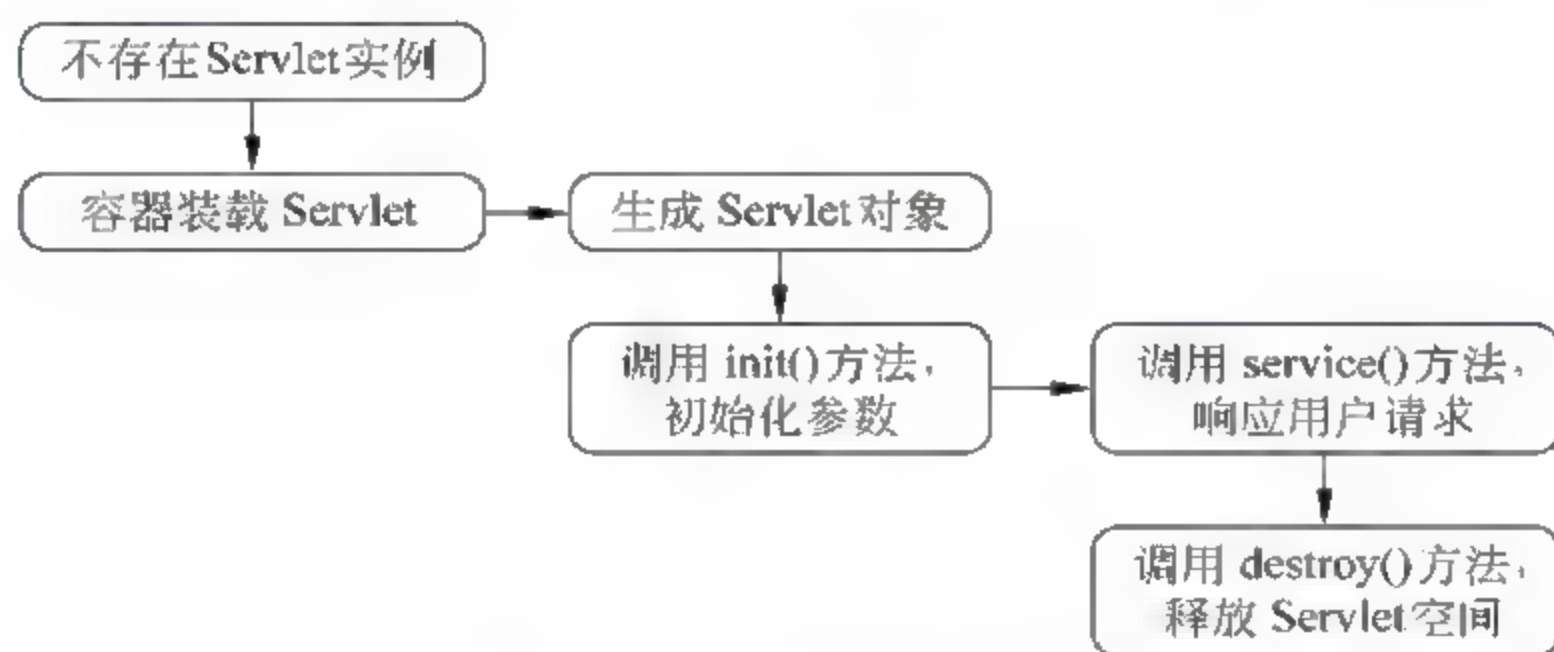 不存在Servlet实例
容器装载 Servlet
生成 Servlet对象
调用 init()方法，
初始化参数
调用 service()方法，
响应用户请求
调用 destroy()方法，
释放 Servlet空间